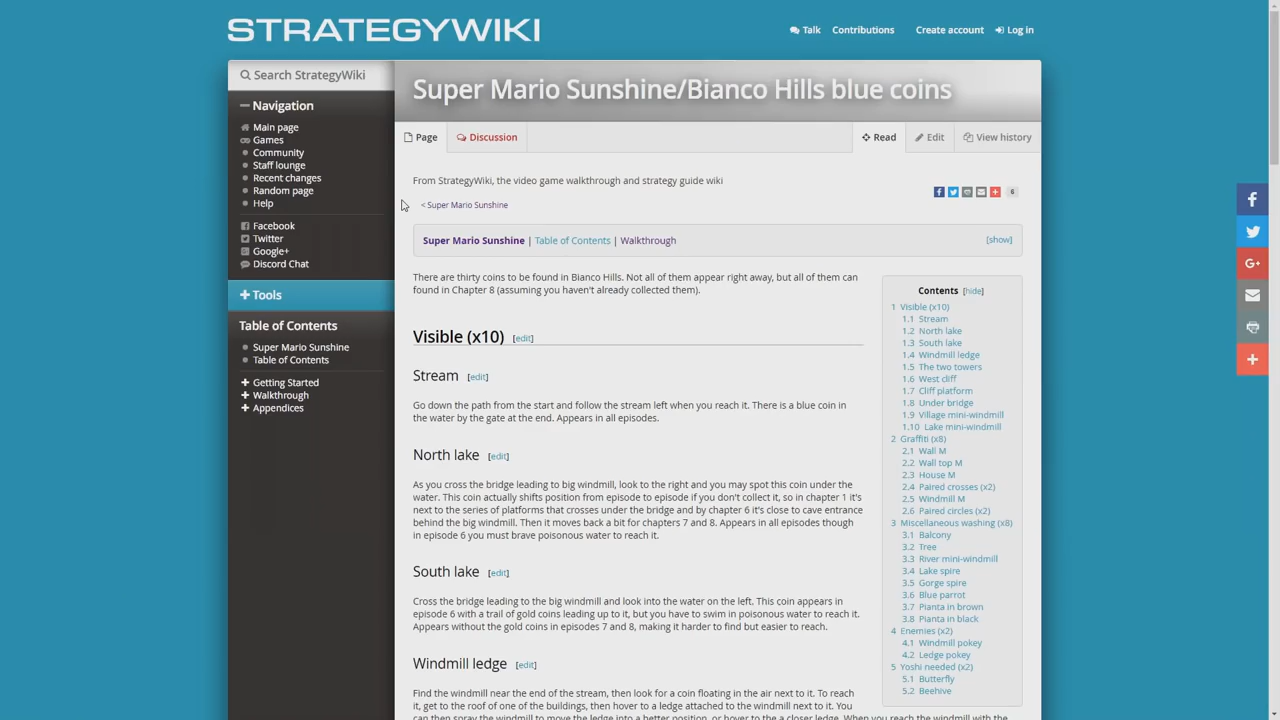 STRATEGYWIKI
Talk Contributions Create account Log in
Search StrategyWiki
Navigation
Main page
Games
Community
Staff lounge
Recent changes
Random page
Help
Facebook
Twitter
Google+
Discord Chat
Tools
Table of Contents
Super Mario Sunshine
Table of Contents
Getting Started
Walkthrough
Appendices
Super Mario Sunshine/Bianco Hills blue coins
Page Discussion Read Edit View history
From StrategyWiki, the video game walkthrough and strategy guide wiki
6
< Super Mario Sunshine
Super Mario Sunshine | Table of Contents | Walkthrough [show]
There are thirty coins to be found in Bianco Hills. Not all of them appear right away, but all of them can
found in Chapter 8 (assuming you haven't already collected them).
Visible (x10) [edit]
Stream [edit]
Go down the path from the start and follow the stream left when you reach it. There is a blue coin in
the water by the gate at the end. Appears in all episodes.
North lake [edit]
As you cross the bridge leading to big windmill, look to the right and you may spot this coin under the
water. This coin actually shifts position from episode to episode if you don't collect it, so in chapter 1 it's
next to the series of platforms that crosses under the bridge and by chapter 6 it's close to cave entrance
behind the big windmill. Then it moves back a bit for chapters 7 and 8. Appears in all episodes though
in episode 6 you must brave poisonous water to reach it.
South lake [edit]
Cross the bridge leading to the big windmill and look into the water on the left. This coin appears in
episode 6 with a trail of gold coins leading up to it, but you have to swim in poisonous water to reach it.
Appears without the gold coins in episodes 7 and 8, making it harder to find but easier to reach.
Windmill ledge [edit]
Find the windmill near the end of the stream, then look for a coin floating in the air next to it. To reach
it, get to the roof of one of the buildings, then hover to a ledge attached to the windmill next to it. You
can then spray the windmill to move the ledge into a better position, or hover to a closer ledge. When you reach the windmill with the
Contents [hide]
1 Visible (x10)
1.1 Stream
1.2 North lake
1.3 South lake
1.4 Windmill ledge
1.5 The two towers
1.6 West cliff
1.7 Cliff platform
1.8 Under bridge
1.9 Village mini-windmill
1.10 Lake mini-windmill
2 Graffiti (x8)
2.1 Wall M
2.2 Wall top M
2.3 House M
2.4 Paired crosses (x2)
2.5 Windmill M
2.6 Paired circles (x2)
3 Miscellaneous washing (x8)
3.1 Balcony
3.2 Tree
3.3 River mini-windmill
3.4 Lake spire
3.5 Gorge spire
3.6 Blue parrot
3.7 Pianta in brown
3.8 Pianta in black
4 Enemies (x2)
4.1 Windmill pokey
4.2 Ledge pokey
5 Yoshi needed (x2)
5.1 Butterfly
5.2 Beehive